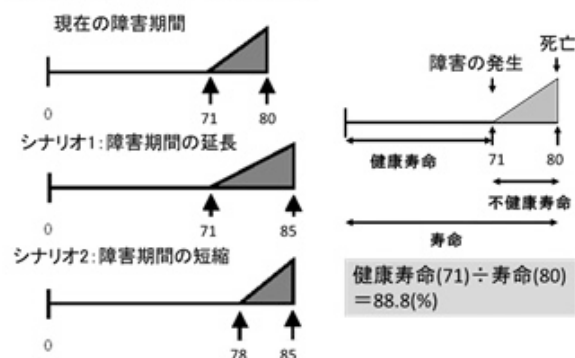 現在の障害期間
0
71
80
シナリオ1:障害期間の延長
0
71
85
シナリオ2:障害期間の短縮
0
78
85
死亡
障害の発生
健康寿命
71
80
不健康寿命
寿命
健康寿命(71)÷寿命(80)
=88.8(%)